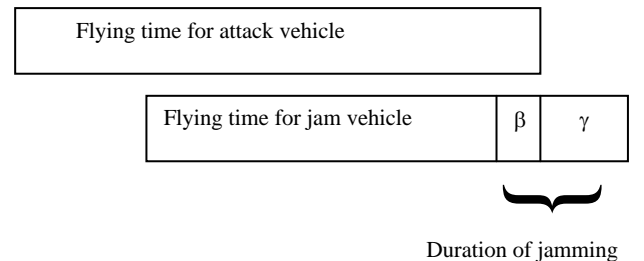 Flying time for attack vehicle
Flying time for jam vehicle β γ
Duration of jamming